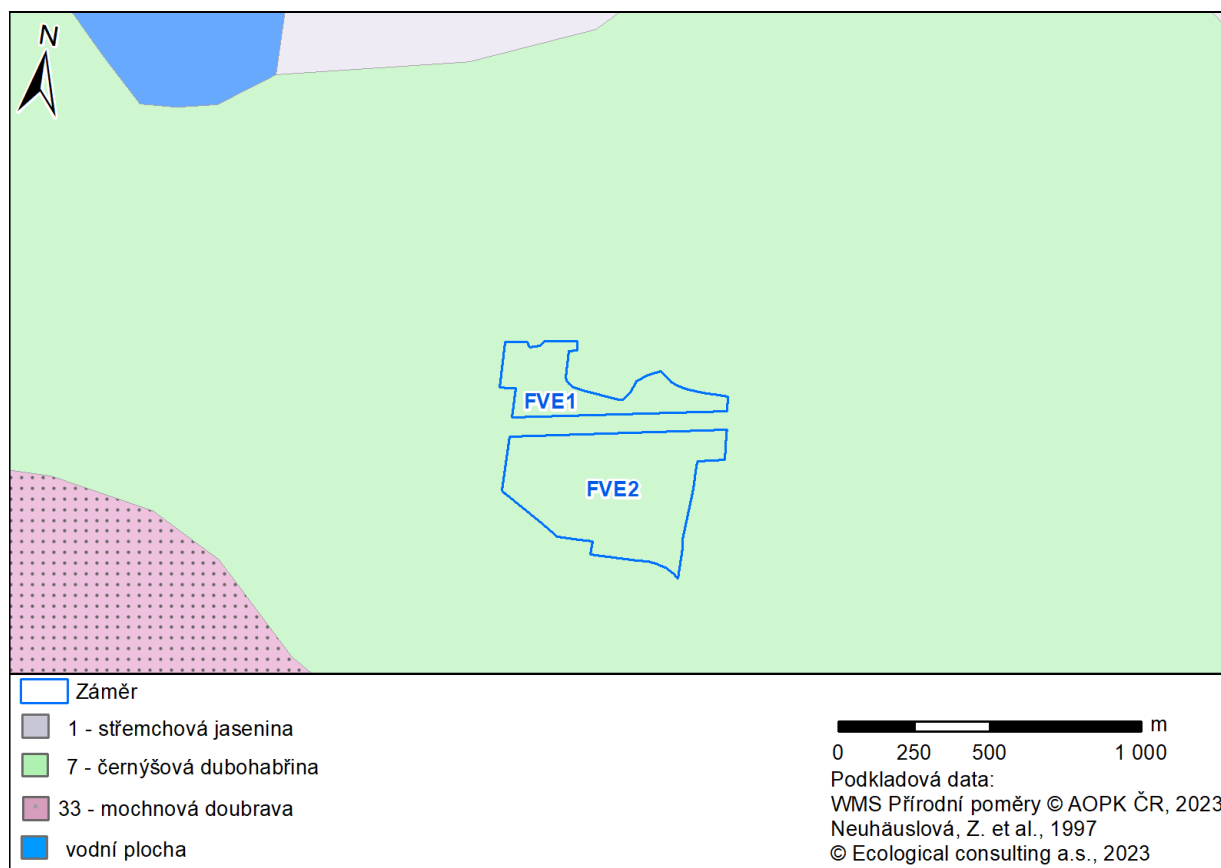 N
FVE1
FVE2
Záměr
1 - střemchová jasenina
7 - černýšová dubohabřina
33 - mochnová doubrava
vodní plocha
m
0 250 500 1 000
Podkladová data:
WMS Přírodní poměry © AOPK ČR, 2023
Neuhäuslová, Z. et al., 1997
© Ecological consulting a.s., 2023